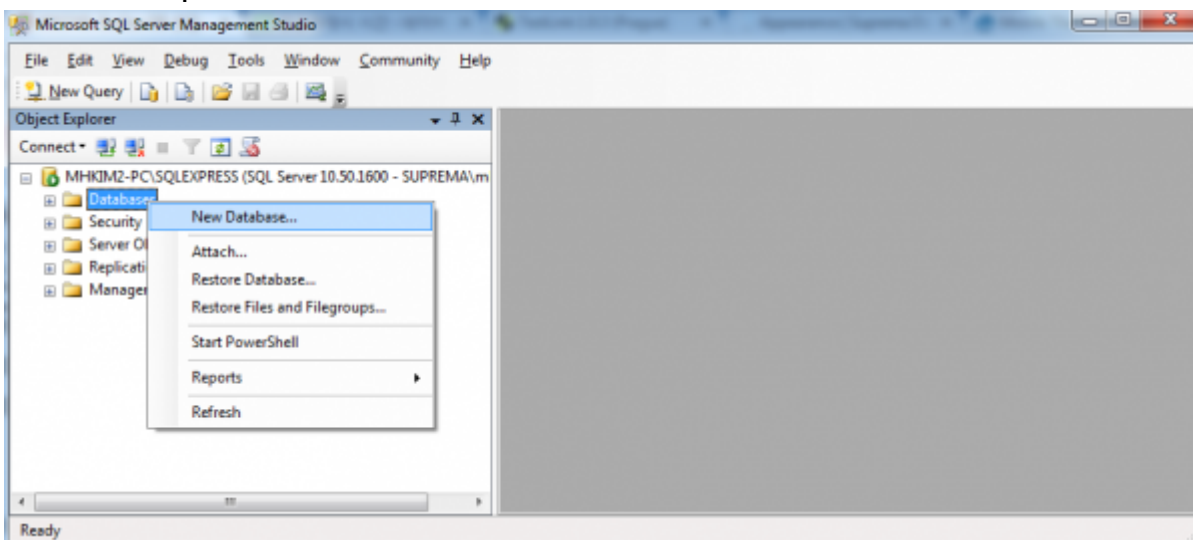 Microsoft SQL Server Management Studio
File Edit View Debug Tools Window Community Help
New Query
Object Explorer
Connect
MHKIM2-PC\SQLEXPRESS (SQL Server 10.50.1600 - SUPREMA\m
Databases
New Database...
Security
Server Ob
Attach...
Replicati
Restore Database...
Manager
Restore Files and Filegroups...
Start PowerShell
Reports
Refresh
Ready